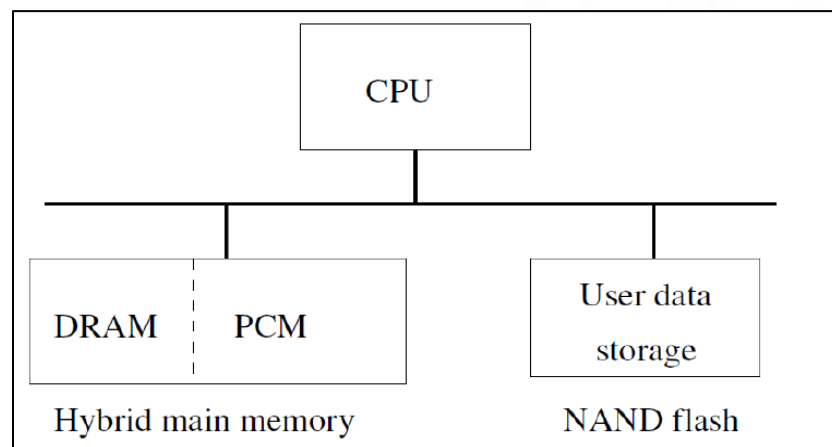 CPU
DRAM
PCM
User data
storage
Hybrid main memory
NAND flash